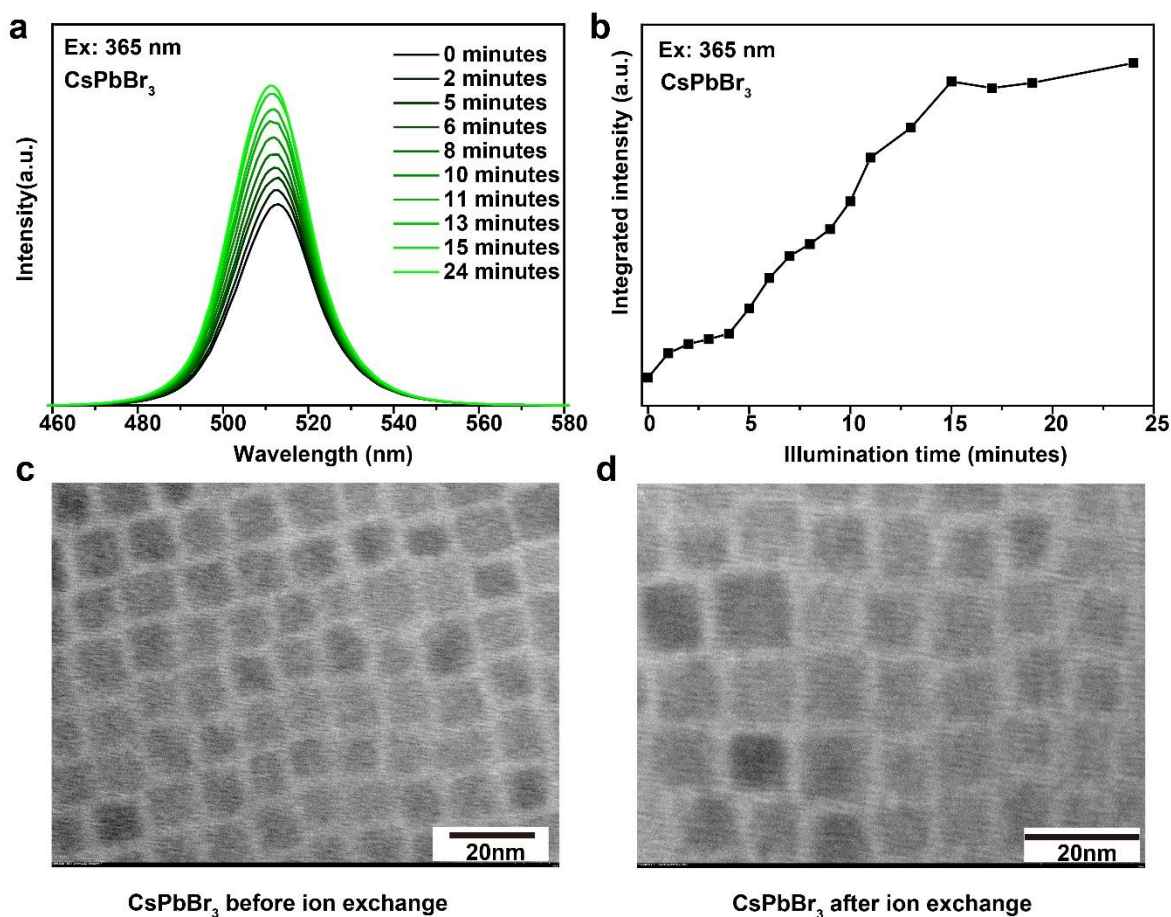 a
Ex: 365 nm
CsPbBr₃
0 minutes
2 minutes
5 minutes
6 minutes
8 minutes
10 minutes
11 minutes
13 minutes
15 minutes
24 minutes
Intensity(a.u.)
460 480 500 520 540 560 580
Wavelength (nm)
b
Ex: 365 nm
CsPbBr₃
Integrated intensity (a.u.)
0 5 10 15 20 25
Illumination time (minutes)
c
20nm
CsPbBr₃ before ion exchange
d
20nm
CsPbBr₃ after ion exchange